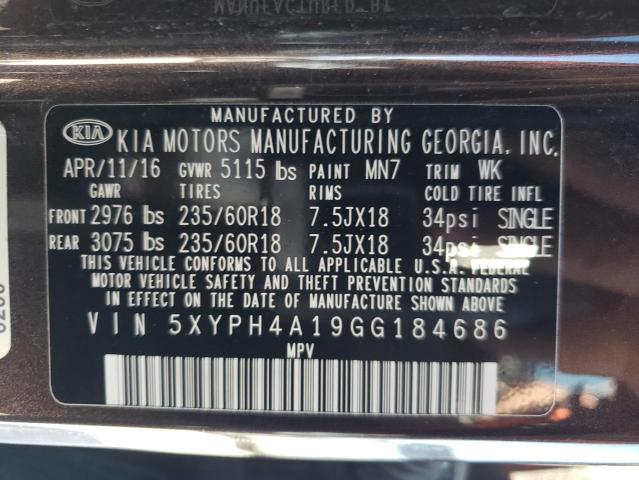 MANUFACTURED BY
KIA KIA MOTORS MANUFACTURING GEORGIA, INC.
APR/11/16 GVWR 5115 lbs PAINT MN7 TRIM WK
GAWR TIRES RIMS COLD TIRE INFL
FRONT 2976 lbs 235/60R18 7.5JX18 34psi SINGLE
REAR 3075 lbs 235/60R18 7.5JX18 34psi SINGLE
THIS VEHICLE CONFORMS TO ALL APPLICABLE U.S.A. FEDERAL
MOTOR VEHICLE SAFETY AND THEFT PREVENTION STANDARDS
IN EFFECT ON THE DATE OF MANUFACTURE SHOWN ABOVE.
VIN 5XYPH4A19GG184686
MPV